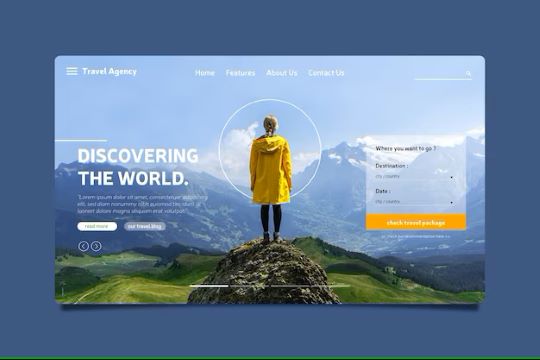 Travel Agency
Home Features About Us Contact Us
DISCOVERING
THE WORLD.
"Lorem ipsum dolor sit amet, consectetuer adipiscing
elit, sed diam nonummy nibh euismod tincidunt ut
laoreet dolore magna aliquam erat volutpat."
read more our travel blog
Where you want to go ?
Destination :
city / country
Date :
city / country
check travel package